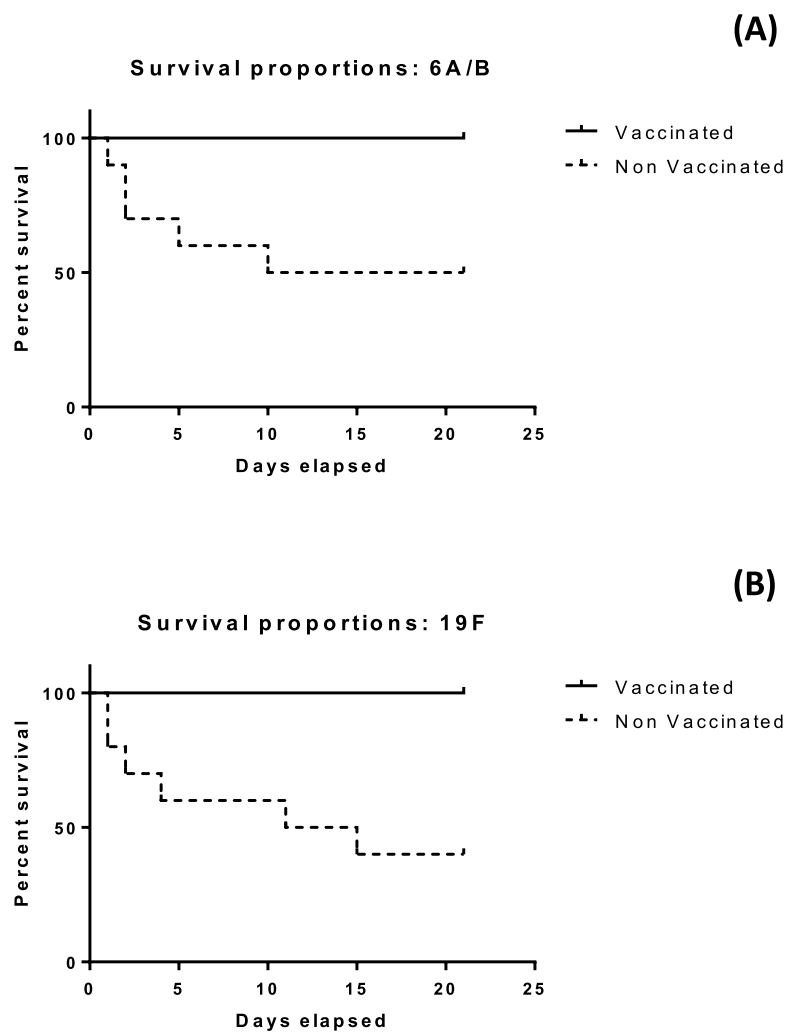 (A)
Survival proportions: 6A/B
Vaccinated
Non Vaccinated
Percent survival
100
50
0
0 5 10 15 20 25
Days elapsed
(B)
Survival proportions: 19F
Vaccinated
Non Vaccinated
Percent survival
100
50
0
0 5 10 15 20 25
Days elapsed